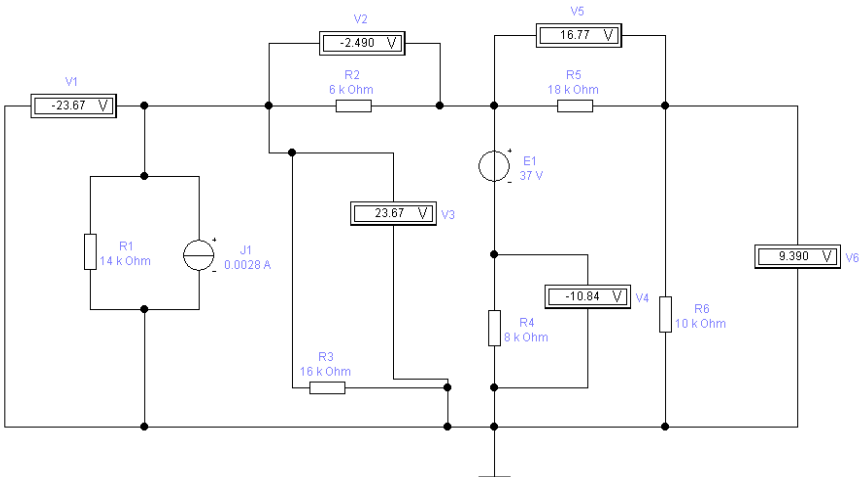 V1
-23.67 V
V2
-2.490 V
R2
6 k Ohm
V5
16.77 V
R5
18 k Ohm
E1
37 V
+
-
R1
14 k Ohm
J1
0.0028 A
+
-
23.67 V
V3
-10.84 V
V4
9.390 V
V6
R4
8 k Ohm
R6
10 k Ohm
R3
16 k Ohm